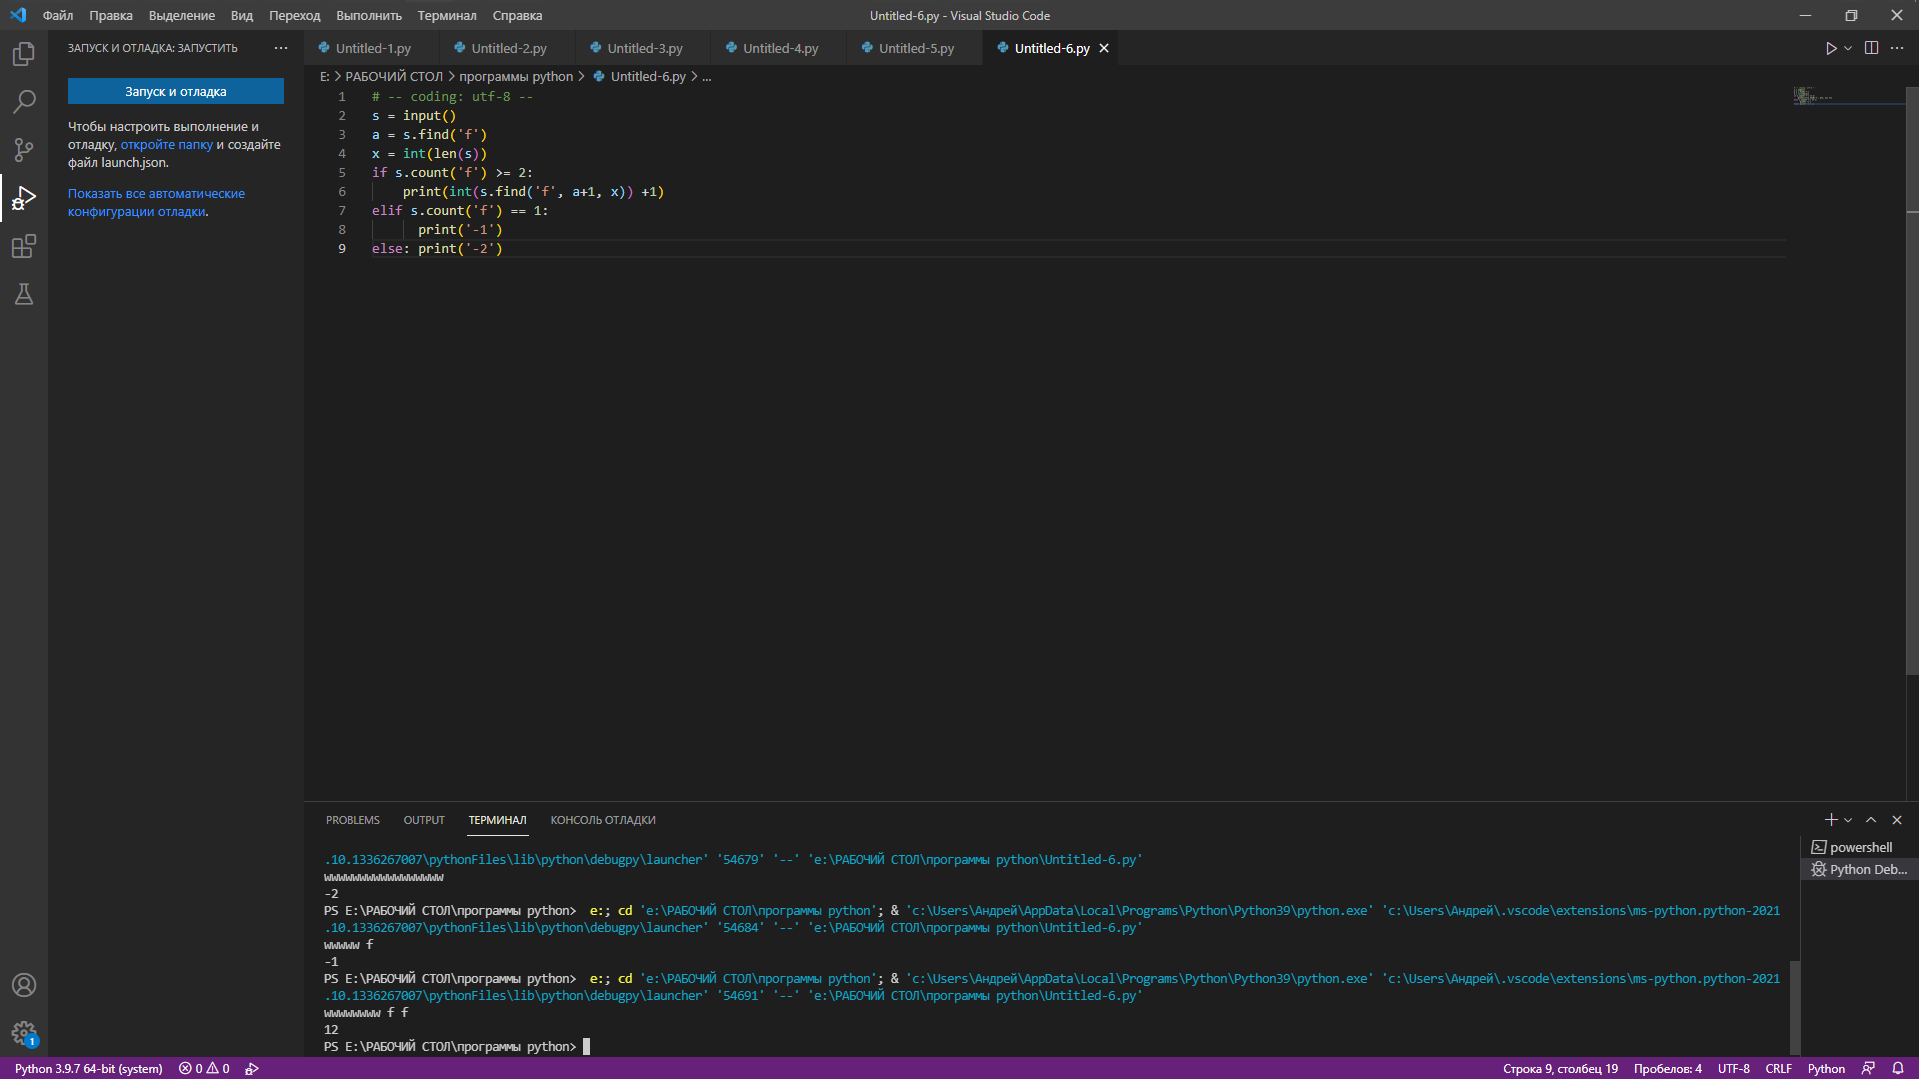 Файл Правка Выделение Вид Переход Выполнить Терминал Справка
Untitled-6.py - Visual Studio Code
ЗАПУСК И ОТЛАДКА: ЗАПУСТИТЬ
Запуск и отладка
Чтобы настроить выполнение и
отладку, откройте папку и создайте
файл launch.json.
Показать все автоматические
конфигурации отладки.
Untitled-1.py Untitled-2.py Untitled-3.py Untitled-4.py Untitled-5.py Untitled-6.py
E: > РАБОЧИЙ СТОЛ > программы python > Untitled-6.py > ...
1 # -- coding: utf-8 --
2 s = input()
3 a = s.find('f')
4 x = int(len(s))
5 if s.count('f') >= 2:
6 print(int(s.find('f', a+1, x)) +1)
7 elif s.count('f') == 1:
8 print('-1')
9 else: print('-2')
PROBLEMS OUTPUT ТЕРМИНАЛ КОНСОЛЬ ОТЛАДКИ
.10.1336267007\pythonFiles\lib\python\debugpy\launcher' '54679' '--' 'e:\РАБОЧИЙ СТОЛ\программы python\Untitled-6.py'
wwwwwwwwwwwwwwwww
-2
PS E:\РАБОЧИЙ СТОЛ\программы python> e:; cd 'e:\РАБОЧИЙ СТОЛ\программы python'; & 'c:\Users\Андрей\AppData\Local\Programs\Python\Python39\python.exe' 'c:\Users\Андрей\.vscode\extensions\ms-python.python-2021
.10.1336267007\pythonFiles\lib\python\debugpy\launcher' '54684' '--' 'e:\РАБОЧИЙ СТОЛ\программы python\Untitled-6.py'
wwwww f
-1
PS E:\РАБОЧИЙ СТОЛ\программы python> e:; cd 'e:\РАБОЧИЙ СТОЛ\программы python'; & 'c:\Users\Андрей\AppData\Local\Programs\Python\Python39\python.exe' 'c:\Users\Андрей\.vscode\extensions\ms-python.python-2021
.10.1336267007\pythonFiles\lib\python\debugpy\launcher' '54691' '--' 'e:\РАБОЧИЙ СТОЛ\программы python\Untitled-6.py'
wwwwwwww f f
12
PS E:\РАБОЧИЙ СТОЛ\программы python>
powershell
Python Deb...
1
Python 3.9.7 64-bit (system) 0 0
Строка 9, столбец 19 Пробелов: 4 UTF-8 CRLF Python